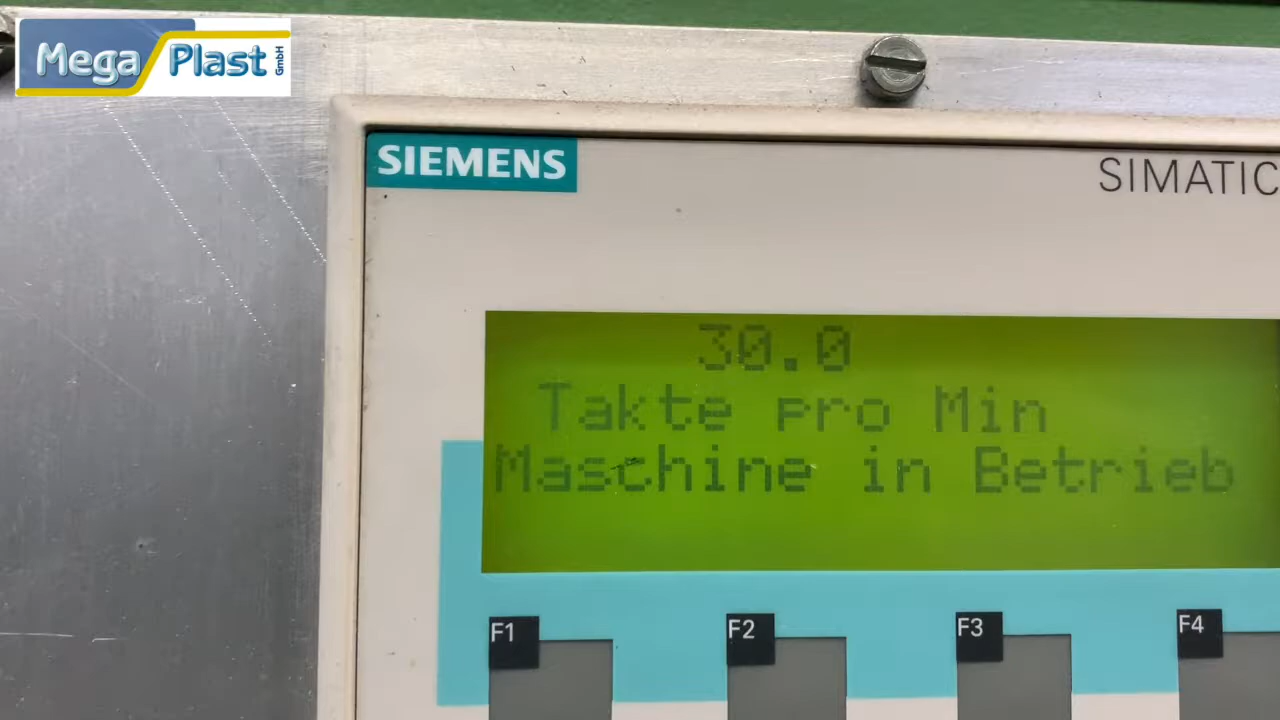 Mega Plast GmbH
SIEMENS
SIMATIC
30.0
Takte pro Min
Maschine in Betrieb
F1
F2
F3
F4